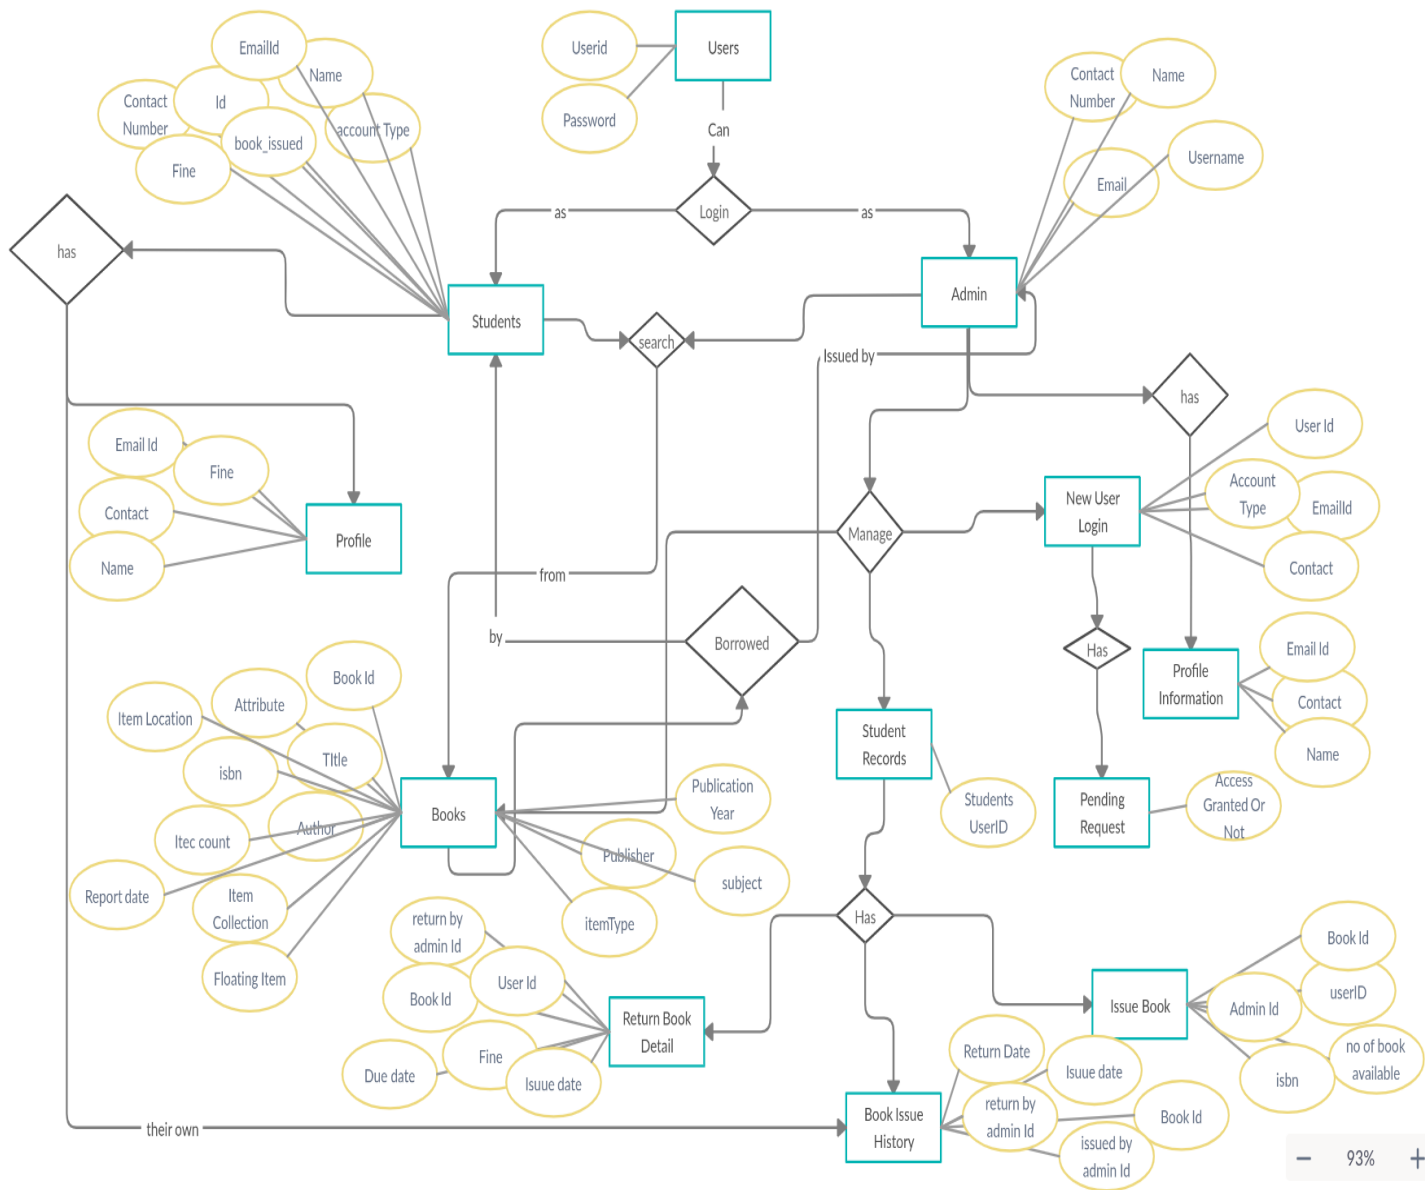 EmailId
Name
Id
Contact
Number
account Type
book_issued
Fine
Userid
Users
Password
Can
Contact
Number
Name
Username
Email
as
Login
as
has
Students
search
Admin
Issued by
has
Email Id
Fine
Contact
Name
Profile
from
by
Borrowed
Manage
New User
Login
User Id
Account
Type
EmailId
Contact
Has
Profile
Information
Email Id
Contact
Name
Book Id
Attribute
Item Location
TItle
isbn
Author
Itec count
Report date
Item
Collection
Floating Item
Books
Publication
Year
Publisher
subject
itemType
Student
Records
Students
UserID
Pending
Request
Access
Granted Or
Not
Has
return by
admin Id
User Id
Book Id
Fine
Due date
Isuue date
Return Book
Detail
Issue Book
Book Id
userID
Admin Id
no of book
available
isbn
Return Date
Isuue date
return by
admin Id
Book Id
issued by
admin Id
Book Issue
History
their own
− 93% +